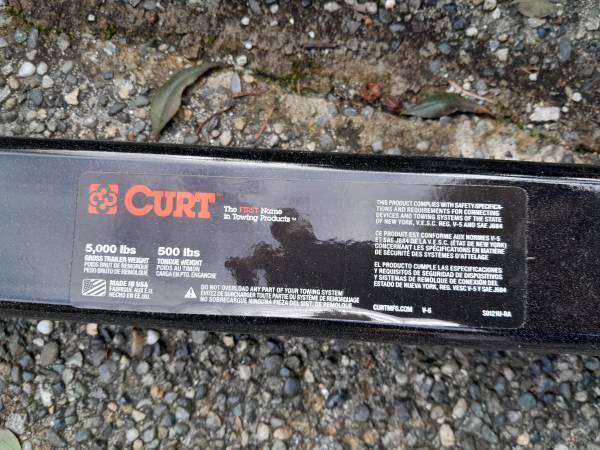 CURT
The FIRST Name
in Towing Products™
5,000 lbs
GROSS TRAILER WEIGHT
POIDS BRUT DE REMORQUE
PESO BRUTO DE REMOLQUE
500 lbs
TONGUE WEIGHT
POIDS AU TIMON
CARGA EN PTO. ENGANCHE
MADE IN USA
FABRIQUÉ AUX É.U.
HECHO EN EE.UU.
DO NOT OVERLOAD ANY PART OF YOUR TOWING SYSTEM
ÉVITEZ DE SURCHARGER TOUTE PARTIE DU SYSTÈME DE REMORQUAGE
NO SOBRECARGUE NINGUNA PIEZA DEL SIST. DE REMOLQUE
THIS PRODUCT COMPLIES WITH SAFETY SPECIFICA-
TIONS AND REQUIREMENTS FOR CONNECTING
DEVICES AND TOWING SYSTEMS OF THE STATE
OF NEW YORK, V.E.S.C. REG. V-5 AND SAE J684
CE PRODUIT EST CONFORME AUX NORMES V-5
ET SAE J684 DE LA V.E.S.C. (ÉTAT DE NEW YORK)
CONCERNANT LES SPÉCIFICATIONS EN MATIÈRE
DE SÉCURITÉ DES SYSTÈMES D'ATTELAGE
EL PRODUCTO CUMPLE LAS ESPECIFICACIONES
Y REQUISITOS DE SEGURIDAD DE DISPOSITIVOS
Y SISTEMAS DE REMOLQUE DE CONEXIÓN DEL
ESTADO DE NUEVA YORK, REG. VESC V-5 Y SAE J684
CURTMFG.COM V-5 S0121U-RA